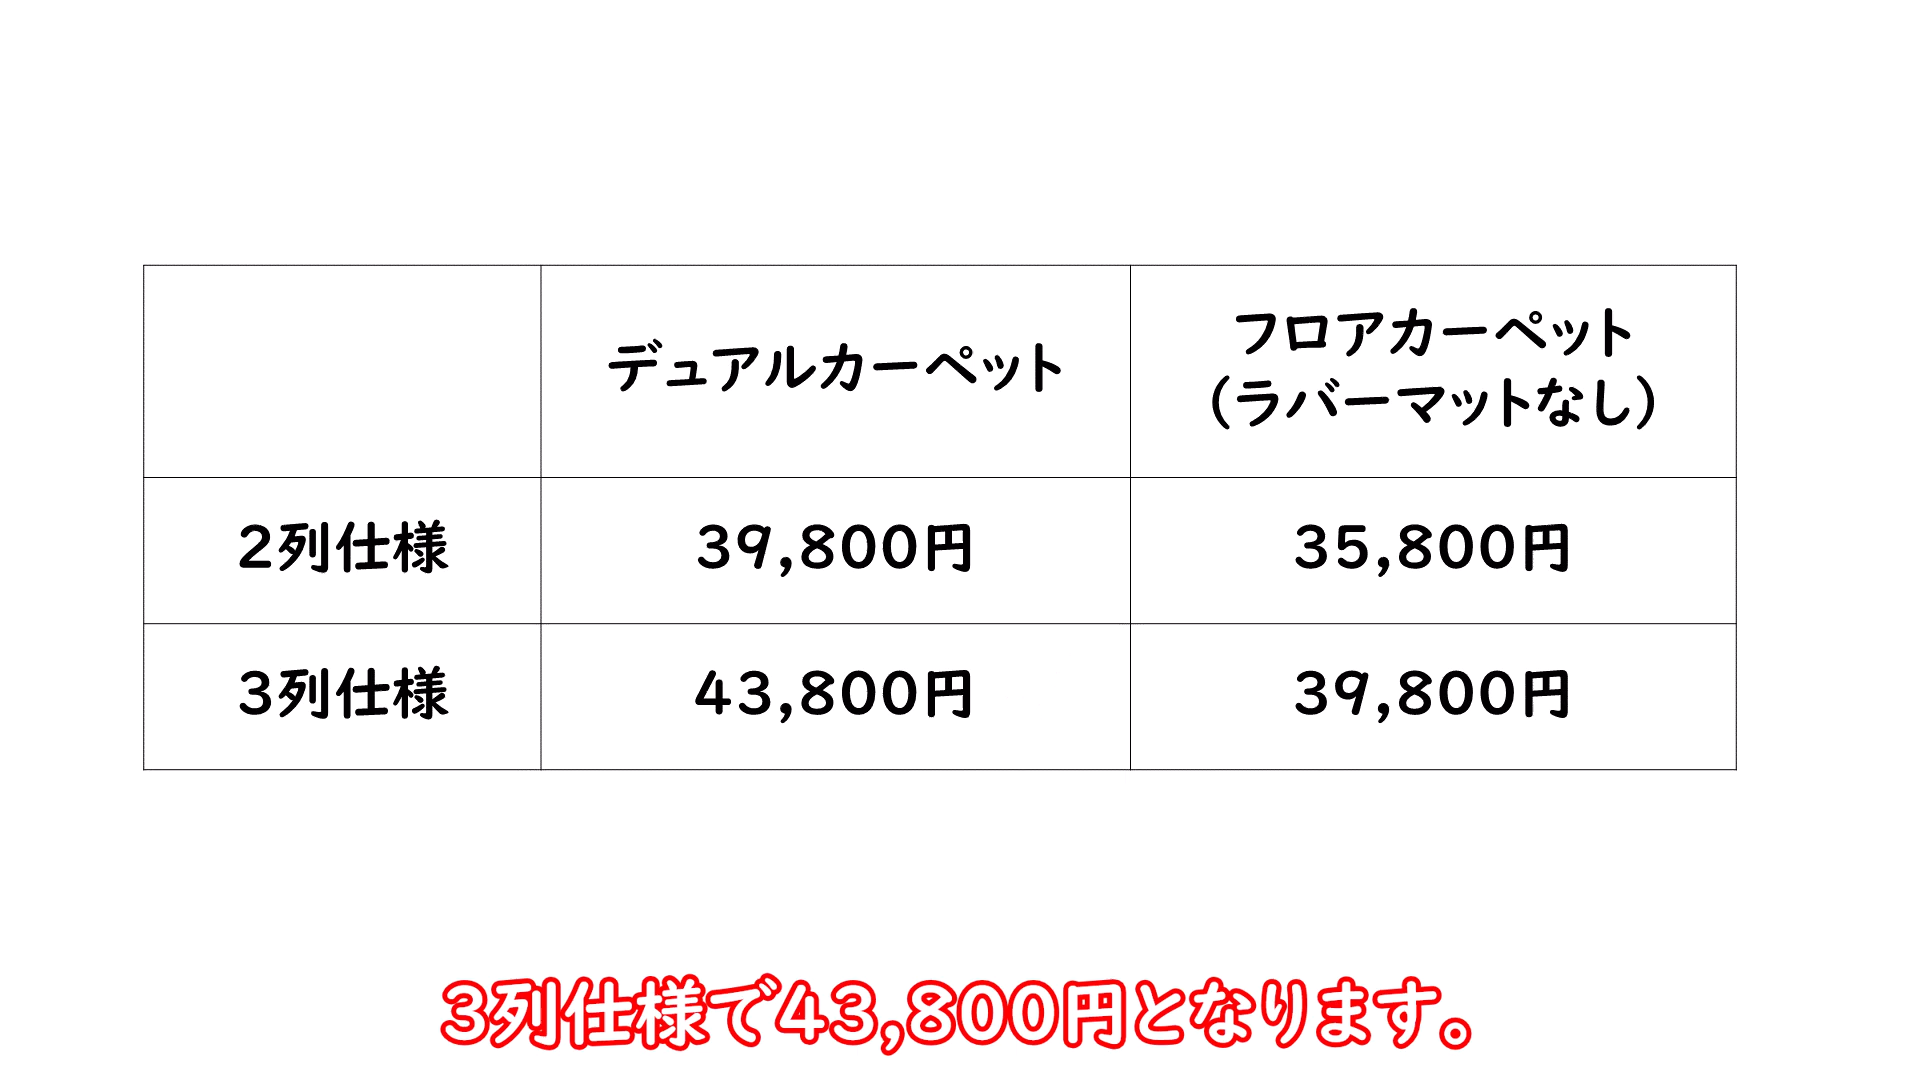 デュアルカーペット
フロアカーペット
(ラバーマットなし)
2列仕様
39,800円
35,800円
3列仕様
43,800円
39,800円
3列仕様で43,800円となります。